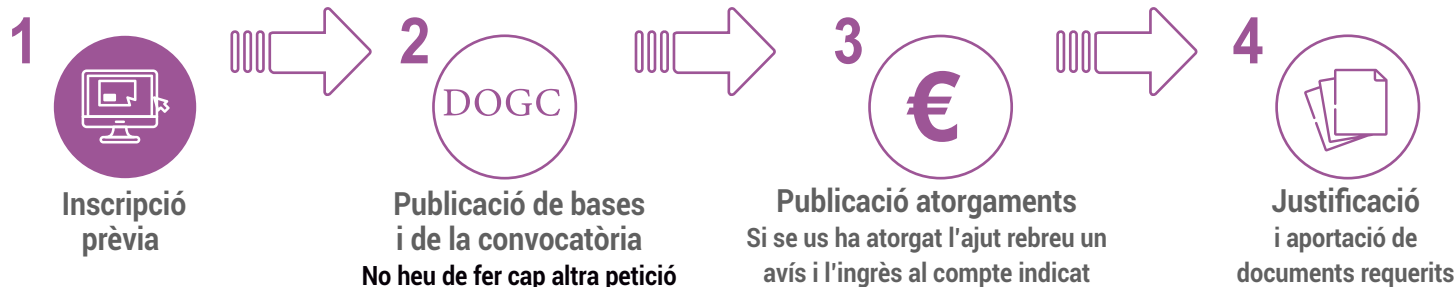 1
Inscripció
prèvia
2
DOGC
Publicació de bases
i de la convocatòria
No heu de fer cap altra petició
3
€
Publicació atorgaments
Si se us ha atorgat l'ajut rebreu un
avís i l'ingrès al compte indicat
4
Justificació
i aportació de
documents requerits